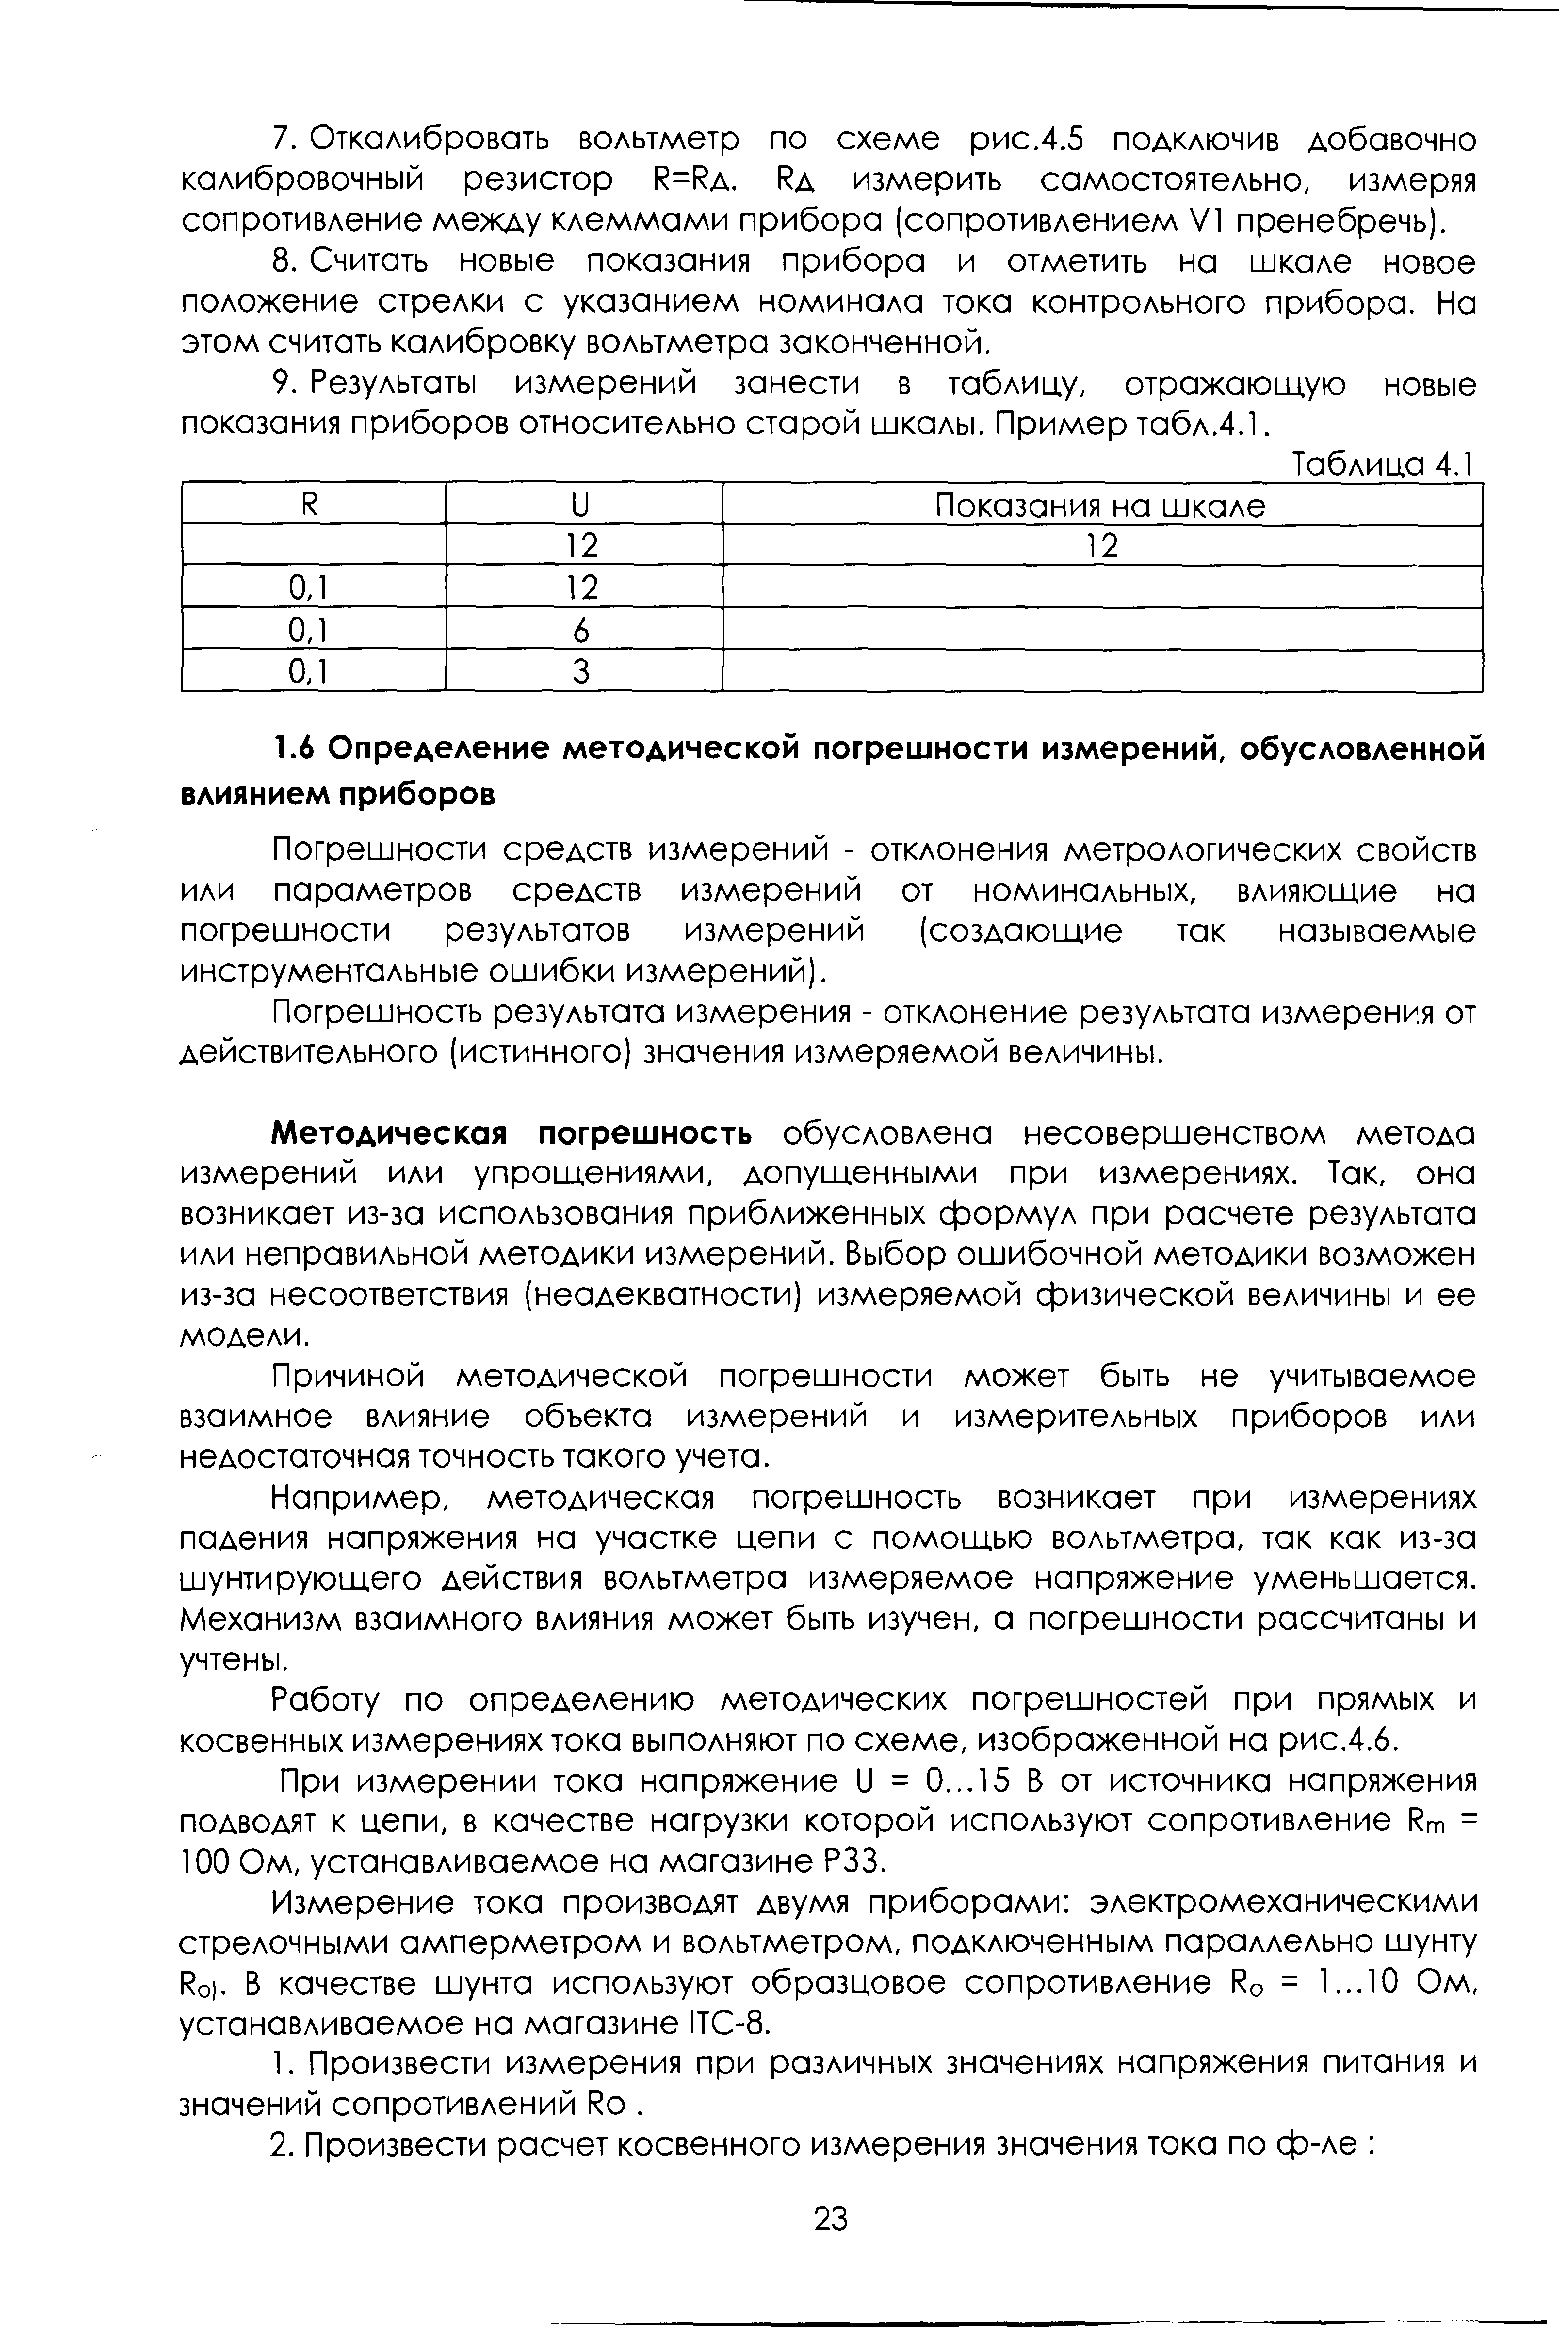 7. Откалибровать вольтметр по схеме рис.4.5 подключив добавочно
калибровочный резистор R=Rд. Rд измерить самостоятельно, измеряя
сопротивление между клеммами прибора (сопротивлением V1 пренебречь).
8. Считать новые показания прибора и отметить на шкале новое
положение стрелки с указанием номинала тока контрольного прибора. На
этом считать калибровку вольтметра законченной.
9. Результаты измерений занести в таблицу, отражающую новые
показания приборов относительно старой шкалы. Пример табл.4.1.
Таблица 4.1
R U Показания на шкале
12 12
0,1 12
0,1 6
0,1 3
1.6 Определение методической погрешности измерений, обусловленной
влиянием приборов
Погрешности средств измерений - отклонения метрологических свойств
или параметров средств измерений от номинальных, влияющие на
погрешности результатов измерений (создающие так называемые
инструментальные ошибки измерений).
Погрешность результата измерения - отклонение результата измерения от
действительного (истинного) значения измеряемой величины.
Методическая погрешность обусловлена несовершенством метода
измерений или упрощениями, допущенными при измерениях. Так, она
возникает из-за использования приближенных формул при расчете результата
или неправильной методики измерений. Выбор ошибочной методики возможен
из-за несоответствия (неадекватности) измеряемой физической величины и ее
модели.
Причиной методической погрешности может быть не учитываемое
взаимное влияние объекта измерений и измерительных приборов или
недостаточная точность такого учета.
Например, методическая погрешность возникает при измерениях
падения напряжения на участке цепи с помощью вольтметра, так как из-за
шунтирующего действия вольтметра измеряемое напряжение уменьшается.
Механизм взаимного влияния может быть изучен, а погрешности рассчитаны и
учтены.
Работу по определению методических погрешностей при прямых и
косвенных измерениях тока выполняют по схеме, изображенной на рис.4.6.
При измерении тока напряжение U = 0...15 В от источника напряжения
подводят к цепи, в качестве нагрузки которой используют сопротивление Rm =
100 Ом, устанавливаемое на магазине Р33.
Измерение тока производят двумя приборами: электромеханическими
стрелочными амперметром и вольтметром, подключенным параллельно шунту
Ro). В качестве шунта используют образцовое сопротивление Ro = 1...10 Ом,
устанавливаемое на магазине ITC-8.
1. Произвести измерения при различных значениях напряжения питания и
значений сопротивлений Ro .
2. Произвести расчет косвенного измерения значения тока по ф-ле :
23